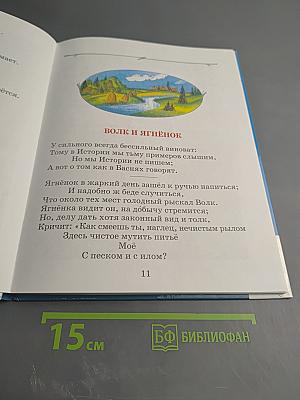 мает.
ётся.
ВОЛК И ЯГНЁНОК
У сильного всегда бессильный виноват:
Тому в Истории мы тьму примеров слышим,
Но мы Истории не пишем;
А вот о том как в Баснях говорят.
Ягнёнок в жаркий день зашёл к ручью напиться;
И надобно ж беде случиться,
Что около тех мест голодный рыскал Волк.
Ягнёнка видит он, на добычу стремится;
Но, делу дать хотя законный вид и толк,
Кричит: «Как смеешь ты, наглец, нечистым рылом
Здесь чистое мутить питьё
Моё
С песком и с илом?
11
15 см
БФ БИБЛИОФАН